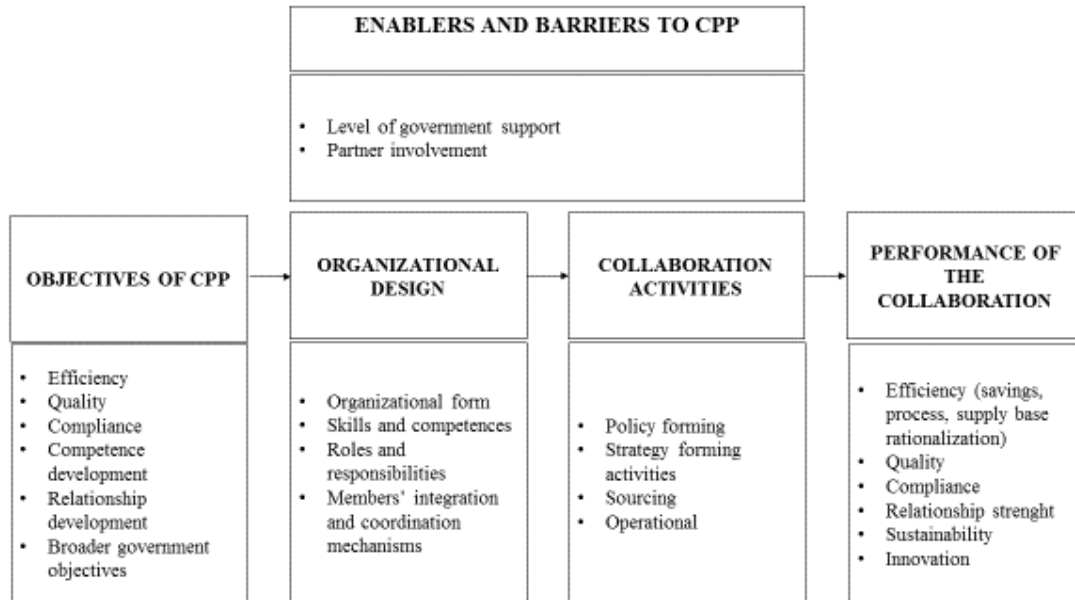 ENABLERS AND BARRIERS TO CPP
• Level of government support
• Partner involvement
OBJECTIVES OF CPP
• Efficiency
• Quality
• Compliance
• Competence
development
• Relationship
development
• Broader government
objectives
ORGANIZATIONAL
DESIGN
• Organizational form
• Skills and competences
• Roles and
responsibilities
• Members' integration
and coordination
mechanisms
COLLABORATION
ACTIVITIES
• Policy forming
• Strategy forming
activities
• Sourcing
• Operational
PERFORMANCE OF
THE
COLLABORATION
• Efficiency (savings,
process, supply base
rationalization)
• Quality
• Compliance
• Relationship strenght
• Sustainability
• Innovation